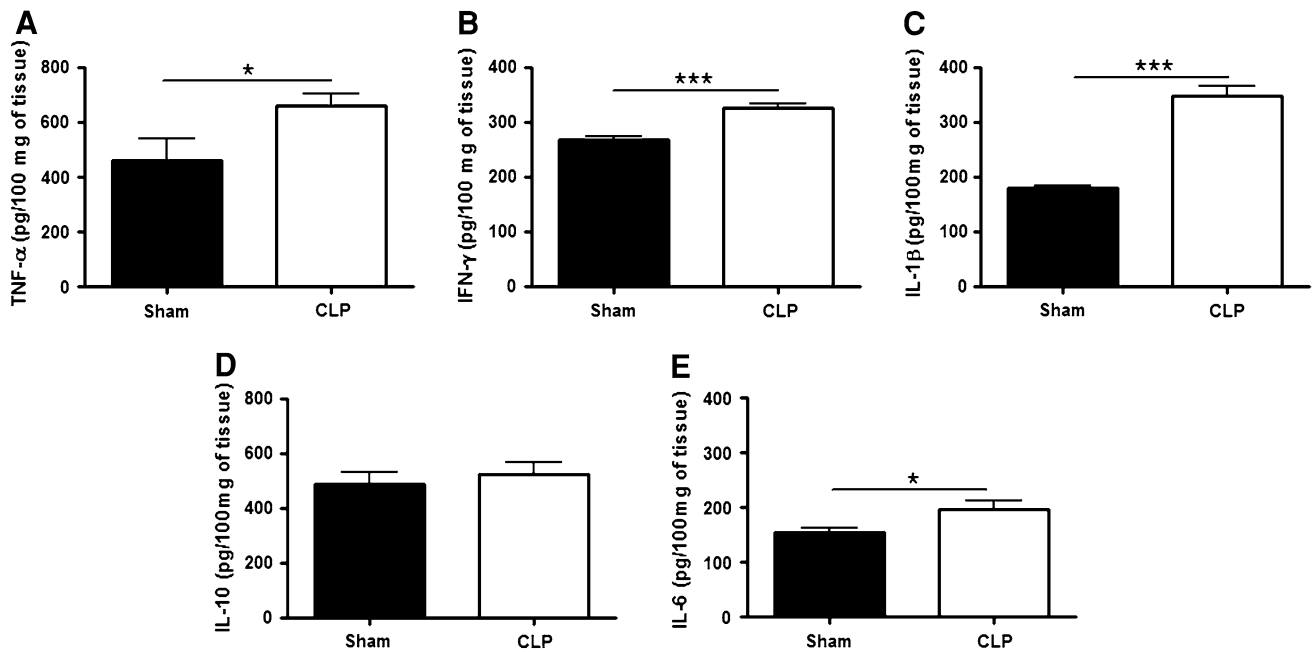 A
TNF-α (pg/100 mg of tissue)
800
600
400
200
0
*
Sham
CLP
B
IFN-γ (pg/100 mg of tissue)
400
300
200
100
0
***
Sham
CLP
C
IL-1β (pg/100mg of tissue)
400
300
200
100
0
***
Sham
CLP
D
IL-10 (pg/100mg of tissue)
800
600
400
200
0
Sham
CLP
E
IL-6 (pg/100mg of tissue)
400
300
200
100
0
*
Sham
CLP